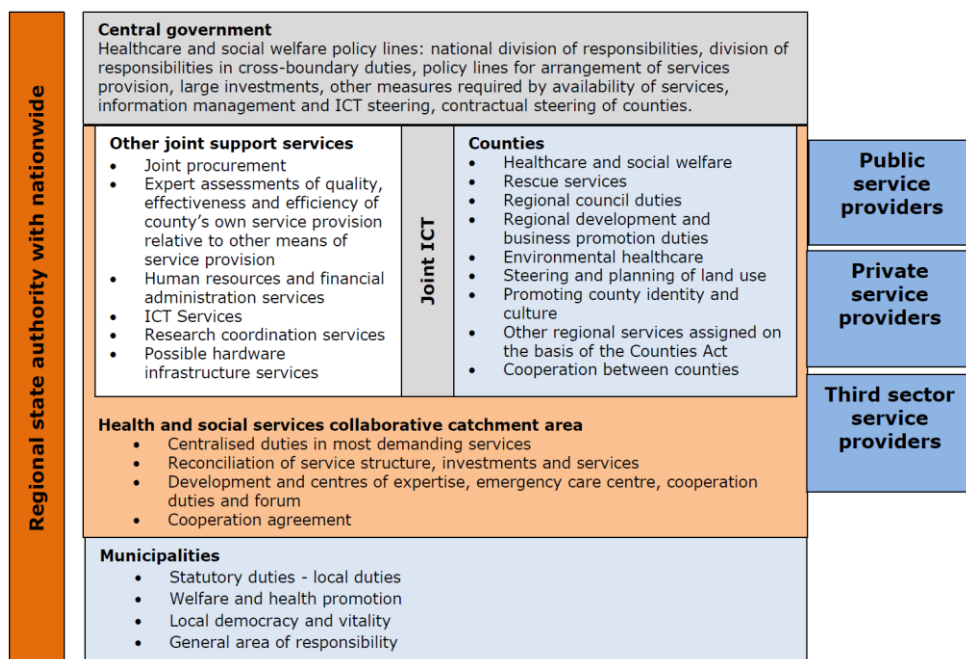 Regional state authority with nationwide
Central government
Healthcare and social welfare policy lines: national division of responsibilities, division of
responsibilities in cross-boundary duties, policy lines for arrangement of services
provision, large investments, other measures required by availability of services,
information management and ICT steering, contractual steering of counties.
Other joint support services
• Joint procurement
• Expert assessments of quality,
effectiveness and efficiency of
county's own service provision
relative to other means of
service provision
• Human resources and financial
administration services
• ICT Services
• Research coordination services
• Possible hardware
infrastructure services
Joint ICT
Counties
• Healthcare and social welfare
• Rescue services
• Regional council duties
• Regional development and
business promotion duties
• Environmental healthcare
• Steering and planning of land use
• Promoting county identity and
culture
• Other regional services assigned on
the basis of the Counties Act
• Cooperation between counties
Public
service
providers
Private
service
providers
Third sector
service
providers
Health and social services collaborative catchment area
• Centralised duties in most demanding services
• Reconciliation of service structure, investments and services
• Development and centres of expertise, emergency care centre, cooperation
duties and forum
• Cooperation agreement
Municipalities
• Statutory duties - local duties
• Welfare and health promotion
• Local democracy and vitality
• General area of responsibility